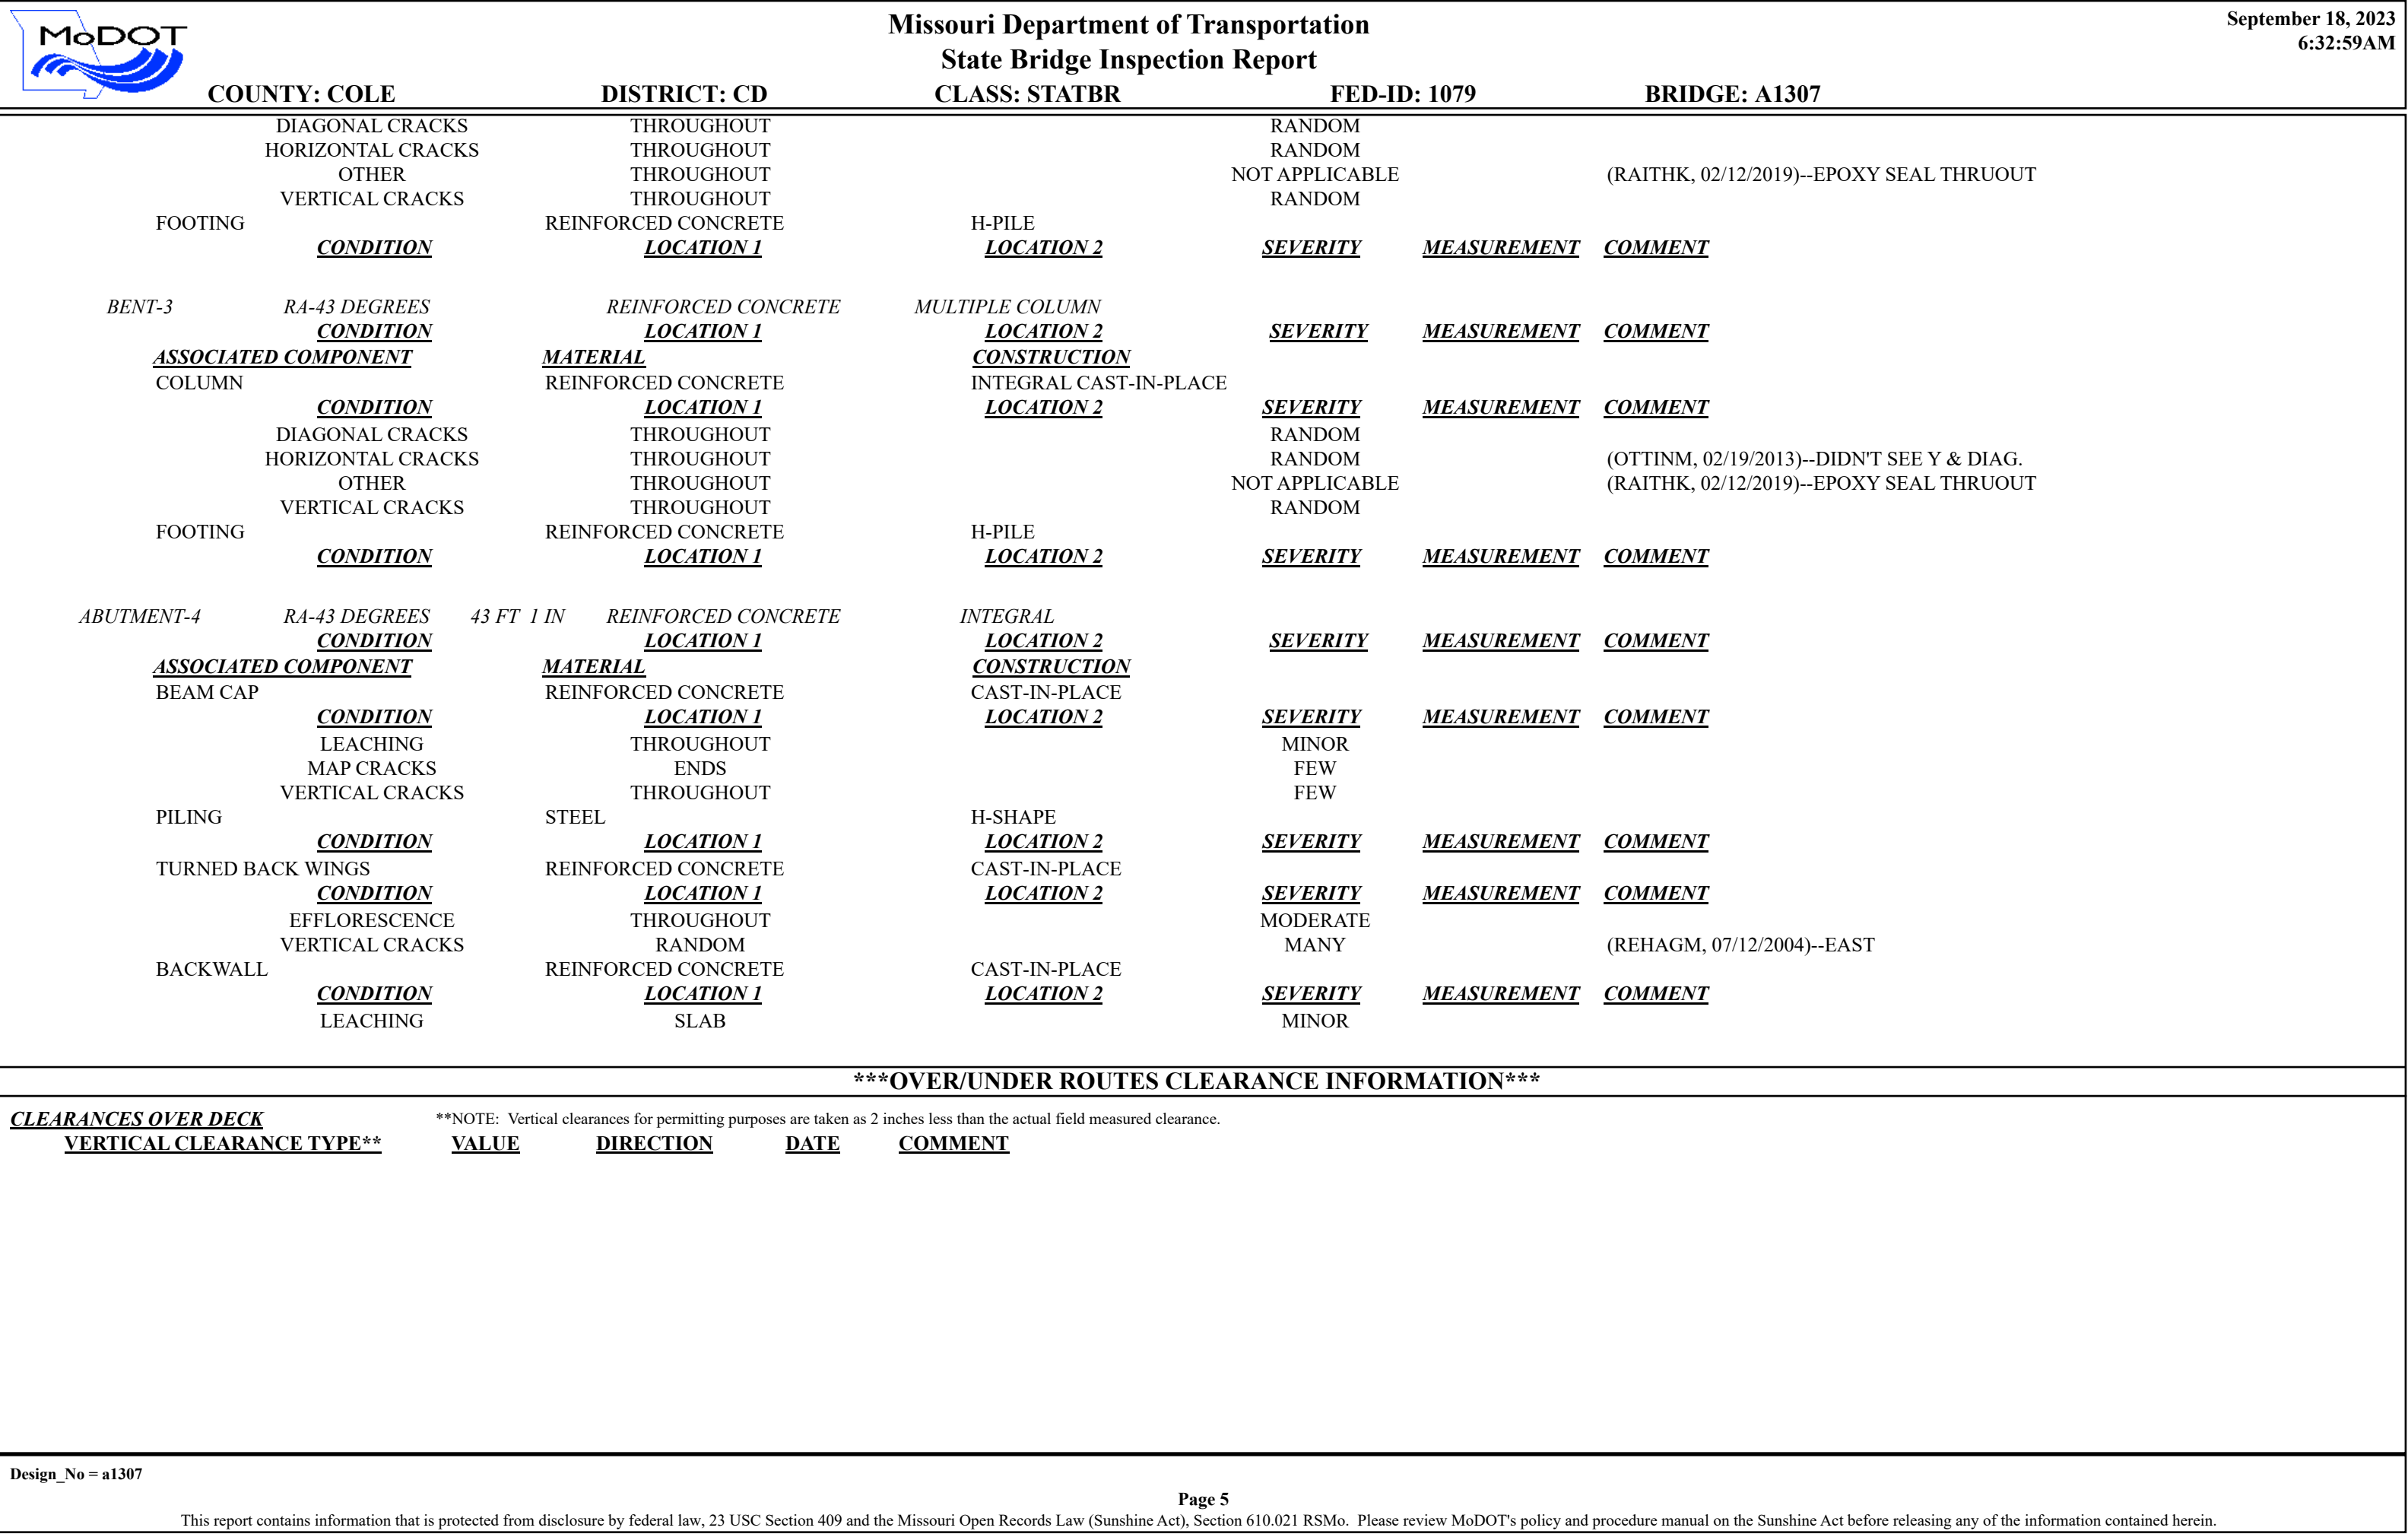 MoDOT
Missouri Department of Transportation
State Bridge Inspection Report
September 18, 2023
6:32:59AM
COUNTY: COLE DISTRICT: CD CLASS: STATBR FED-ID: 1079 BRIDGE: A1307
DIAGONAL CRACKS THROUGHOUT RANDOM
HORIZONTAL CRACKS THROUGHOUT RANDOM
OTHER THROUGHOUT NOT APPLICABLE (RAITHK, 02/12/2019)--EPOXY SEAL THRUOUT
VERTICAL CRACKS THROUGHOUT RANDOM
FOOTING REINFORCED CONCRETE H-PILE
CONDITION LOCATION 1 LOCATION 2 SEVERITY MEASUREMENT COMMENT
BENT-3 RA-43 DEGREES REINFORCED CONCRETE MULTIPLE COLUMN
CONDITION LOCATION 1 LOCATION 2 SEVERITY MEASUREMENT COMMENT
ASSOCIATED COMPONENT MATERIAL CONSTRUCTION
COLUMN REINFORCED CONCRETE INTEGRAL CAST-IN-PLACE
CONDITION LOCATION 1 LOCATION 2 SEVERITY MEASUREMENT COMMENT
DIAGONAL CRACKS THROUGHOUT RANDOM
HORIZONTAL CRACKS THROUGHOUT RANDOM (OTTINM, 02/19/2013)--DIDN'T SEE Y & DIAG.
OTHER THROUGHOUT NOT APPLICABLE (RAITHK, 02/12/2019)--EPOXY SEAL THRUOUT
VERTICAL CRACKS THROUGHOUT RANDOM
FOOTING REINFORCED CONCRETE H-PILE
CONDITION LOCATION 1 LOCATION 2 SEVERITY MEASUREMENT COMMENT
ABUTMENT-4 RA-43 DEGREES 43 FT 1 IN REINFORCED CONCRETE INTEGRAL
CONDITION LOCATION 1 LOCATION 2 SEVERITY MEASUREMENT COMMENT
ASSOCIATED COMPONENT MATERIAL CONSTRUCTION
BEAM CAP REINFORCED CONCRETE CAST-IN-PLACE
CONDITION LOCATION 1 LOCATION 2 SEVERITY MEASUREMENT COMMENT
LEACHING THROUGHOUT MINOR
MAP CRACKS ENDS FEW
VERTICAL CRACKS THROUGHOUT FEW
PILING STEEL H-SHAPE
CONDITION LOCATION 1 LOCATION 2 SEVERITY MEASUREMENT COMMENT
TURNED BACK WINGS REINFORCED CONCRETE CAST-IN-PLACE
CONDITION LOCATION 1 LOCATION 2 SEVERITY MEASUREMENT COMMENT
EFFLORESCENCE THROUGHOUT MODERATE
VERTICAL CRACKS RANDOM MANY (REHAGM, 07/12/2004)--EAST
BACKWALL REINFORCED CONCRETE CAST-IN-PLACE
CONDITION LOCATION 1 LOCATION 2 SEVERITY MEASUREMENT COMMENT
LEACHING SLAB MINOR
***OVER/UNDER ROUTES CLEARANCE INFORMATION***
CLEARANCES OVER DECK **NOTE: Vertical clearances for permitting purposes are taken as 2 inches less than the actual field measured clearance.
VERTICAL CLEARANCE TYPE** VALUE DIRECTION DATE COMMENT
Design_No = a1307
Page 5
This report contains information that is protected from disclosure by federal law, 23 USC Section 409 and the Missouri Open Records Law (Sunshine Act), Section 610.021 RSMo. Please review MoDOT's policy and procedure manual on the Sunshine Act before releasing any of the information contained herein.